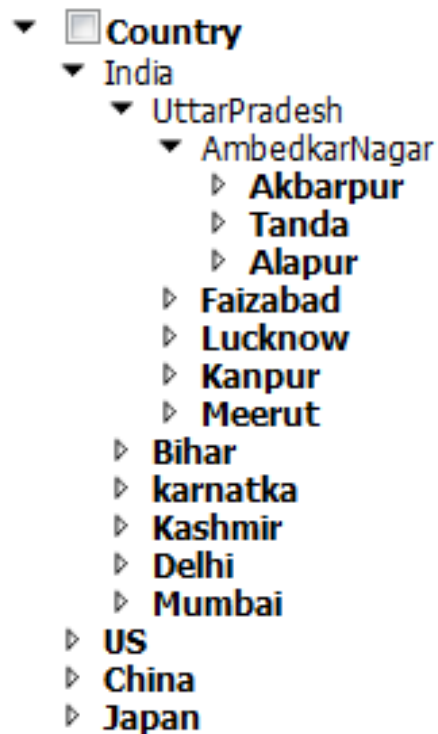 Country
India
UttarPradesh
AmbedkarNagar
Akbarpur
Tanda
Alapur
Faizabad
Lucknow
Kanpur
Meerut
Bihar
karnatka
Kashmir
Delhi
Mumbai
US
China
Japan